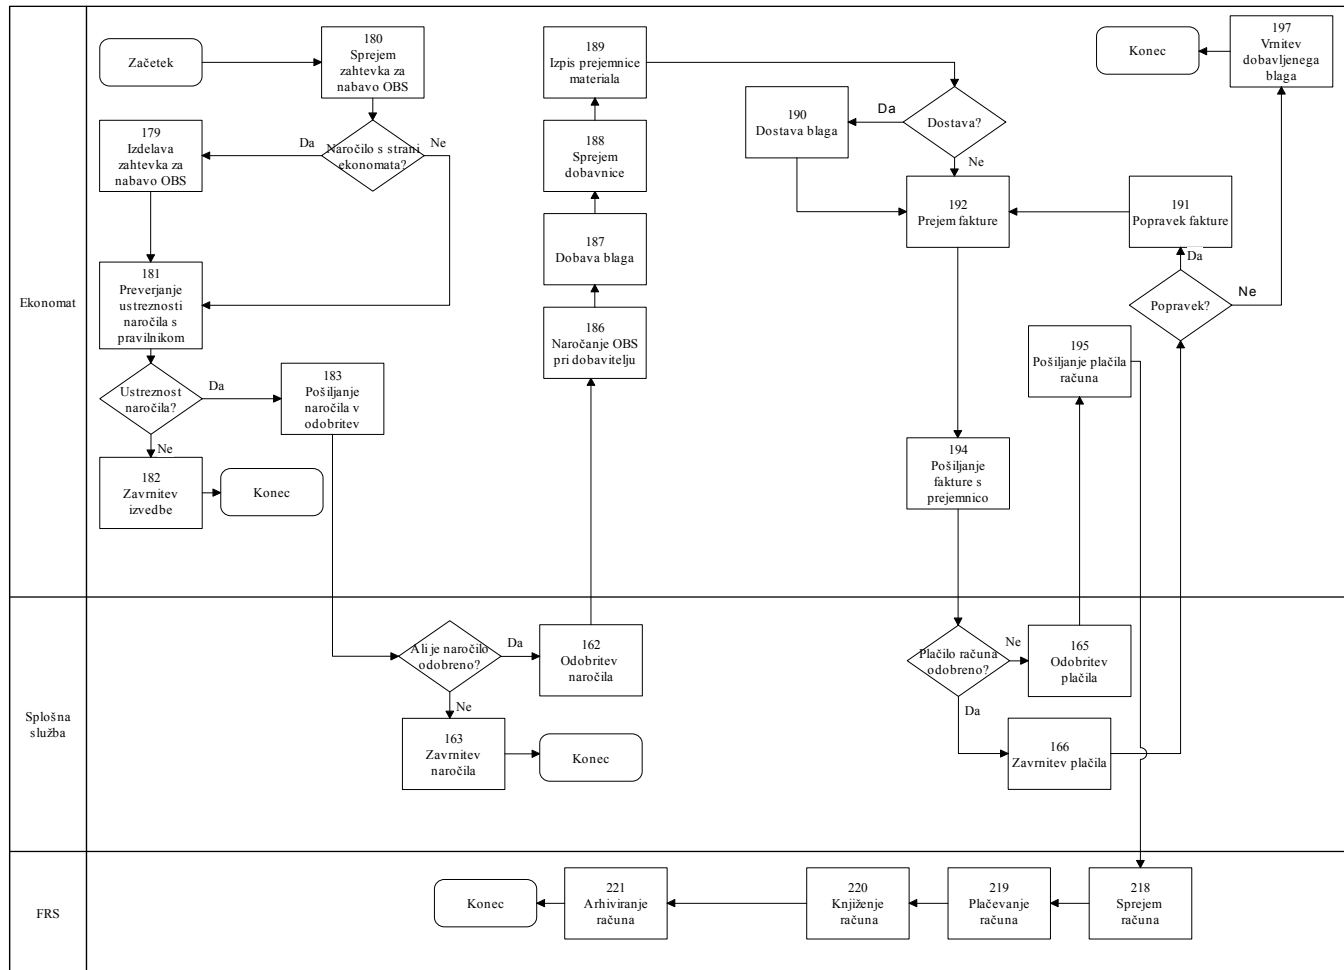 Ekonomat
Začetek
180
Sprejem
zahtevka za
nabavo OBS
Naročilo s strani
ekonomata?
Da
Ne
179
Izdelava
zahtevka za
nabavo OBS
181
Preverjanje
ustreznosti
naročila s
pravilnikom
Ustreznost
naročila?
Da
Ne
183
Pošiljanje
naročila v
odobritev
182
Zavrnitev
izvedbe
Konec
189
Izpis prejemnice
materiala
188
Sprejem
dobavnice
187
Dobava blaga
186
Naročanje OBS
pri dobavitelju
Dostava?
Da
Ne
190
Dostava blaga
192
Prejem fakture
191
Popravek fakture
Da
Popravek?
Ne
197
Vrnitev
dobavljenega
blaga
Konec
195
Pošiljanje plačila
računa
194
Pošiljanje
fakture s
prejemnico
Splošna
služba
Ali je naročilo
odobreno?
Da
Ne
162
Odobritev
naročila
163
Zavrnitev
naročila
Konec
Plačilo računa
odobreno?
Ne
Da
165
Odobritev
plačila
166
Zavrnitev plačila
FRS
Konec
221
Arhiviranje
računa
220
Knjiženje
računa
219
Plačevanje
računa
218
Sprejem
računa